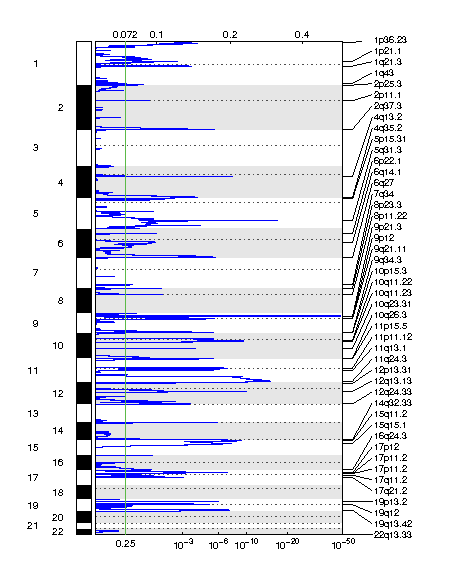 0.072 0.1 0.2 0.4
1
2
3
4
5
6
7
8
9
10
11
12
13
14
15
16
17
18
19
20
21
22
1p36.23
1p21.1
1q21.3
1q43
2p25.3
2p11.1
2q37.3
4q13.2
4q35.2
5p15.31
5q31.3
6p22.1
6q14.1
6q27
7q34
8p23.3
8p11.22
9p21.3
9p12
9q21.11
9q34.3
10p15.3
10q11.22
10q11.23
10q23.31
10q26.31
11p15.5
11p11.12
11q13.1
11q24.3
12p13.31
12q13.13
12q24.33
14q32.33
15q11.2
15q15.1
16q24.3
17p12
17p11.2
17p11.2
17q11.2
17q21.2
19p13.2
19q12
19q13.42
22q13.33
0.25 10⁻³ 10⁻⁶ 10⁻¹⁰ 10⁻²⁰ 10⁻⁵⁰